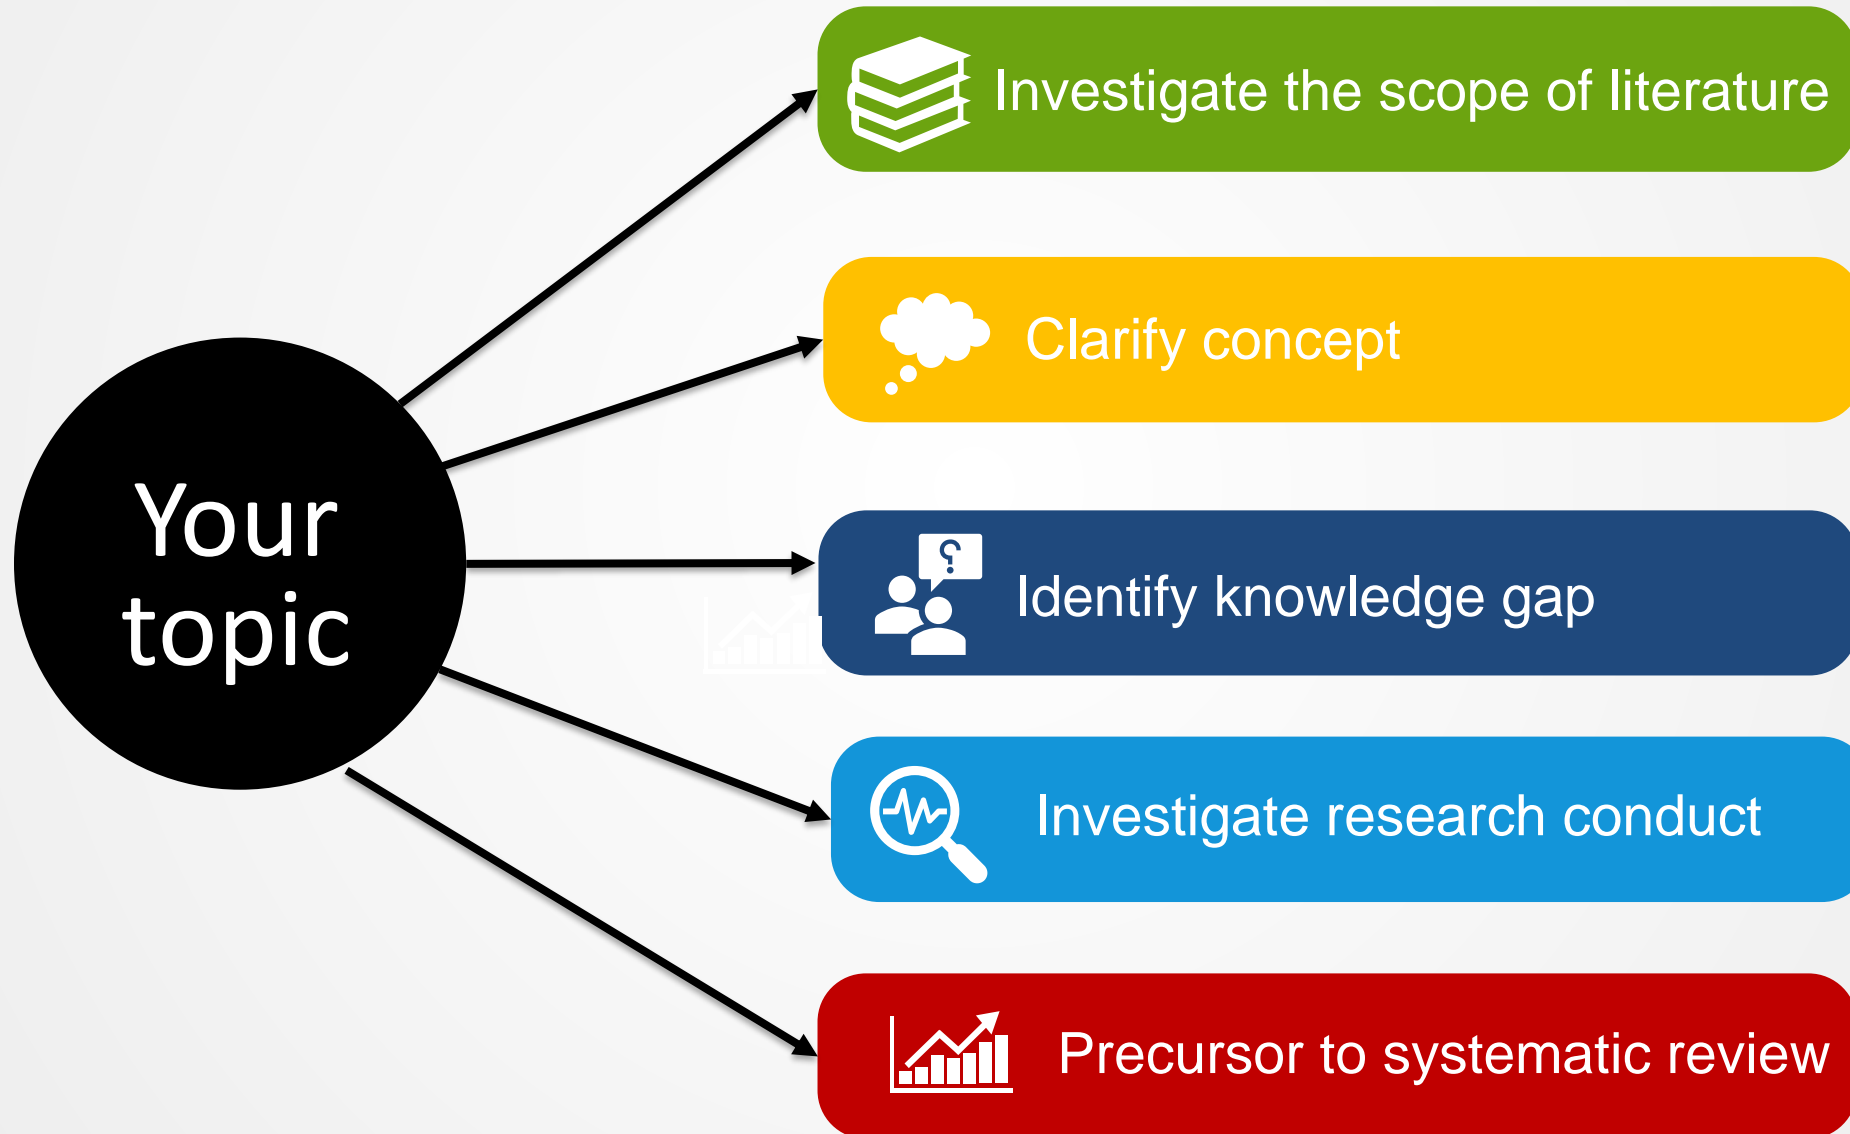 Investigate the scope of literature
Clarify concept
Your
topic
Identify knowledge gap
Investigate research conduct
Precursor to systematic review